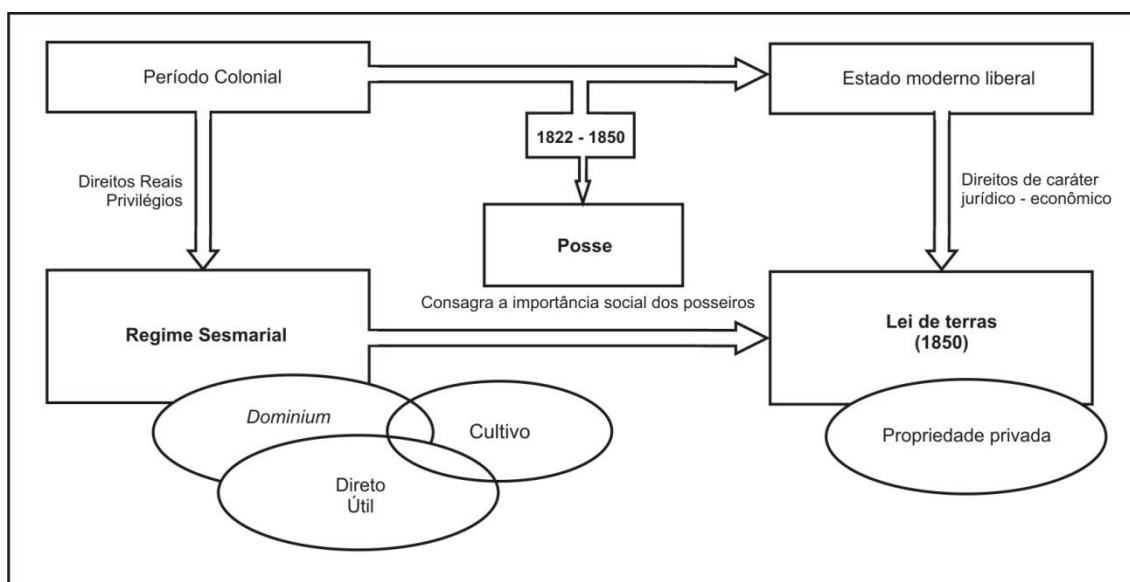 Período Colonial
Estado moderno liberal
1822 - 1850
Direitos Reais
Privilégios
Direitos de caráter
jurídico - econômico
Posse
Consagra a importância social dos posseiros
Regime Sesmarial
Lei de terras
(1850)
Dominium
Cultivo
Propriedade privada
Direto
Útil